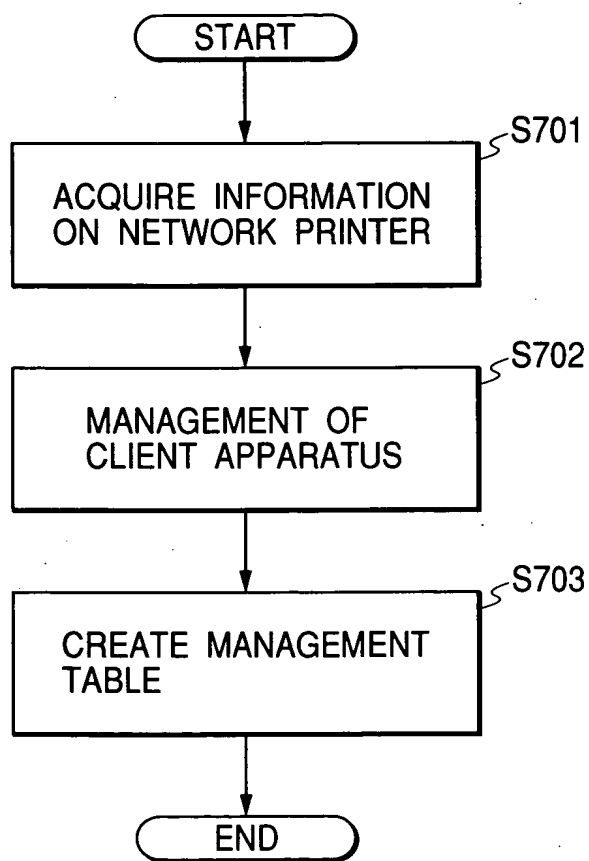 START
S701
ACQUIRE INFORMATION
ON NETWORK PRINTER
S702
MANAGEMENT OF
CLIENT APPARATUS
S703
CREATE MANAGEMENT
TABLE
END